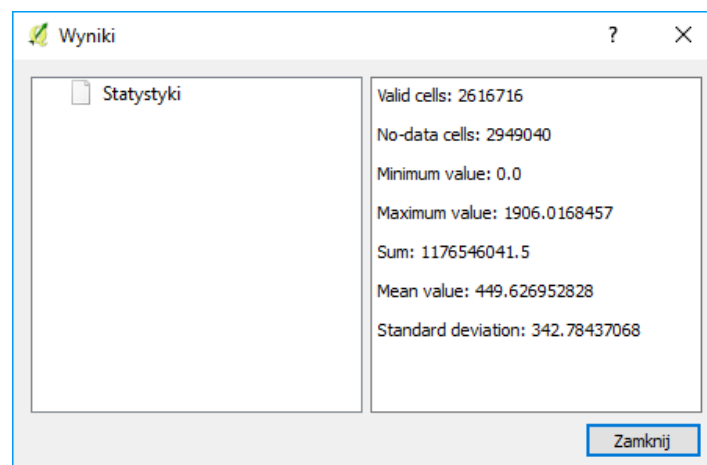 Wyniki
?
Statystyki
Valid cells: 2616716
No-data cells: 2949040
Minimum value: 0.0
Maximum value: 1906.0168457
Sum: 1176546041.5
Mean value: 449.626952828
Standard deviation: 342.78437068
Zamknij